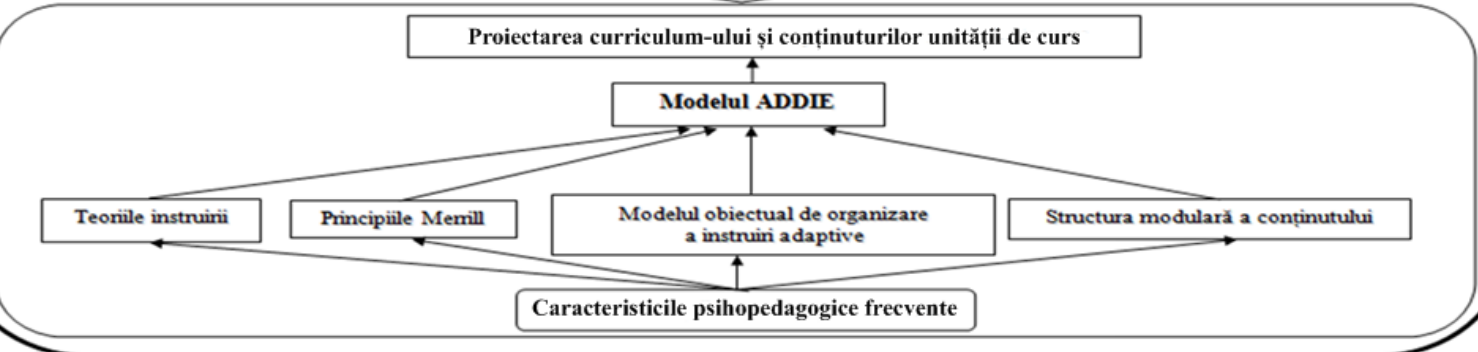 Proiectarea curriculum-ului și conținuturilor unității de curs
Modelul ADDIE
Teoriile instruirii
Principiile Merrill
Modelul obiectual de organizare
a instruiri adaptive
Structura modulară a conținutului
Caracteristicile psihopedagogice frecvente